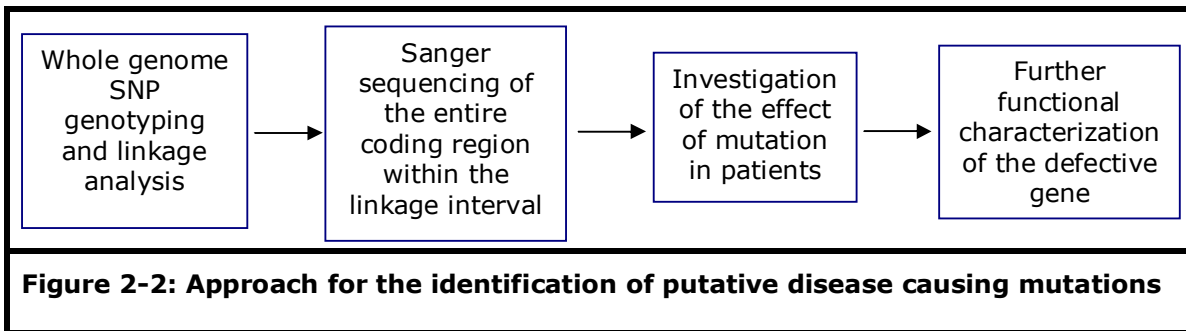 Whole genome
SNP
genotyping
and linkage
analysis
Sanger
sequencing of
the entire
coding region
within the
linkage interval
Investigation
of the effect
of mutation
in patients
Further
functional
characterization
of the defective
gene
Figure 2-2: Approach for the identification of putative disease causing mutations